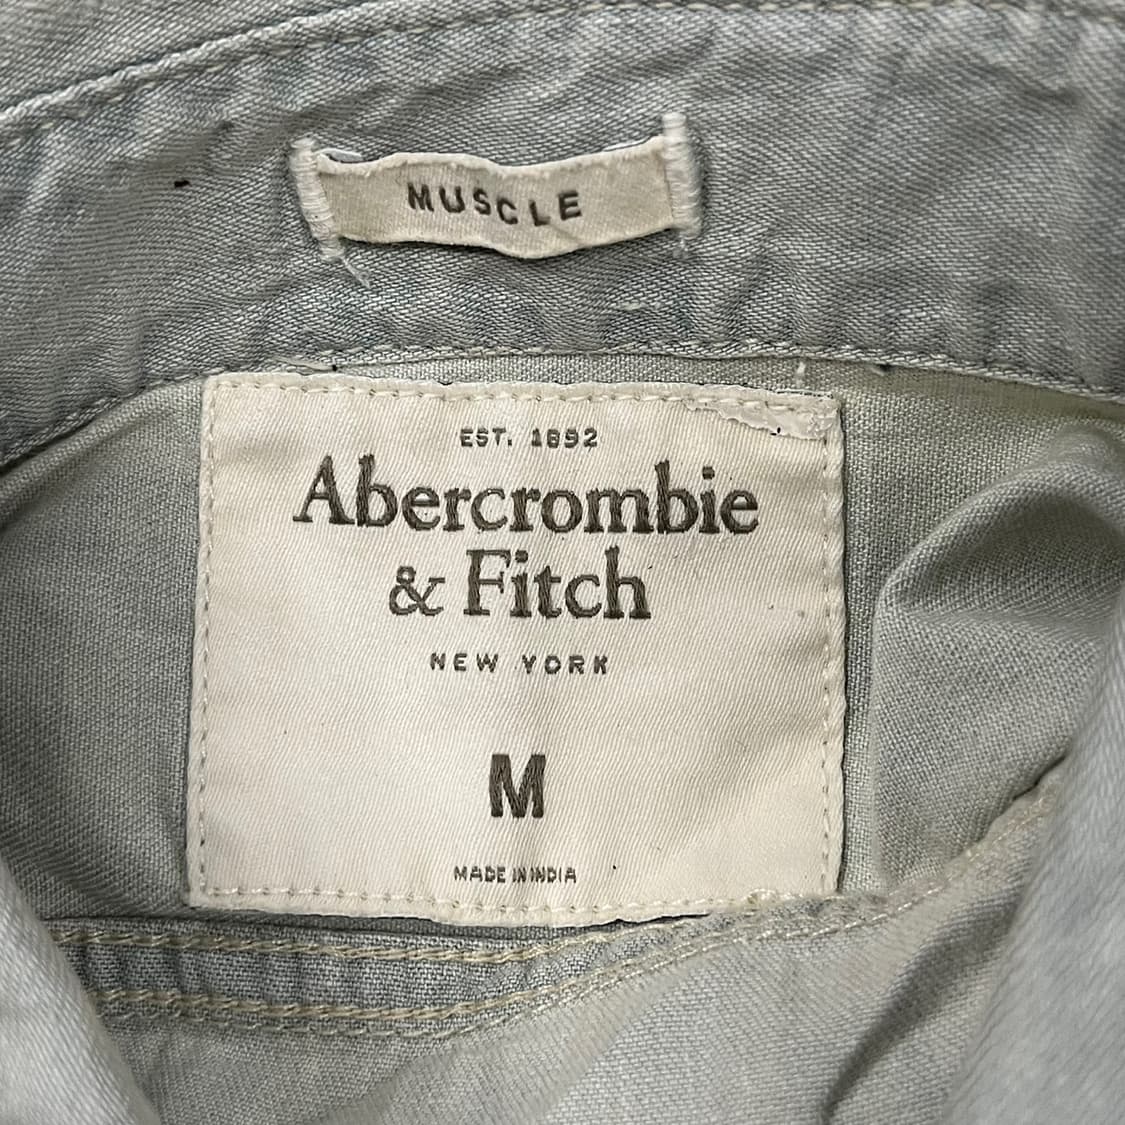 MUSCLE
EST. 1892
Abercrombie
& Fitch
NEW YORK
M
MADE IN INDIA